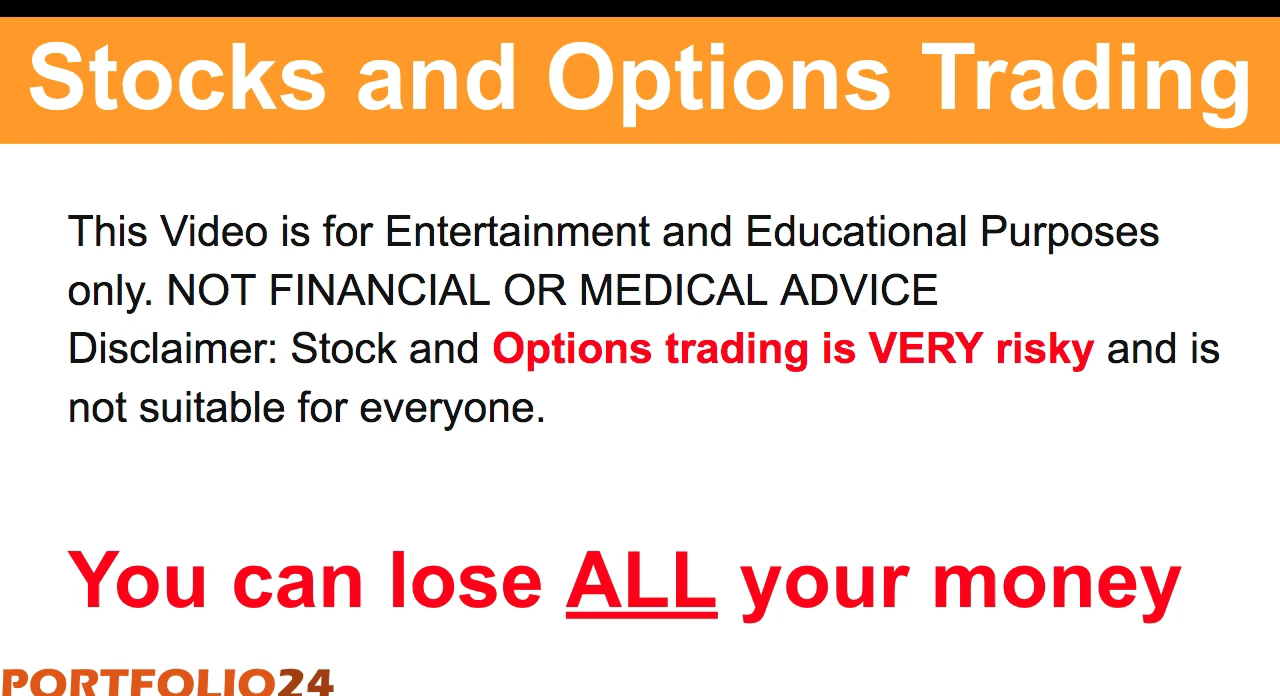 Stocks and Options Trading
This Video is for Entertainment and Educational Purposes
only. NOT FINANCIAL OR MEDICAL ADVICE
Disclaimer: Stock and Options trading is VERY risky and is
not suitable for everyone.
You can lose ALL your money
PORTFOLIO24